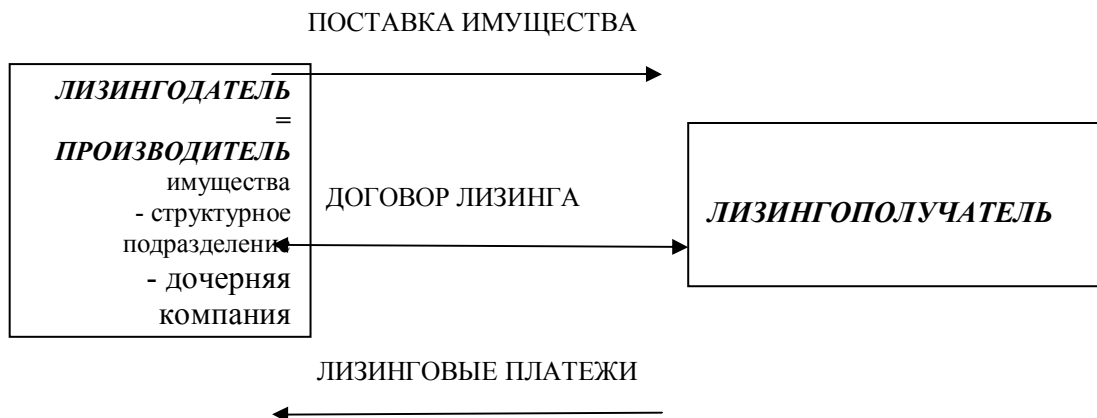 ПОСТАВКА ИМУЩЕСТВА
ЛИЗИНГОДАТЕЛЬ
=
ПРОИЗВОДИТЕЛЬ
имущества
- структурное
подразделение
- дочерняя
компания
ДОГОВОР ЛИЗИНГА
ЛИЗИНГОПОЛУЧАТЕЛЬ
ЛИЗИНГОВЫЕ ПЛАТЕЖИ